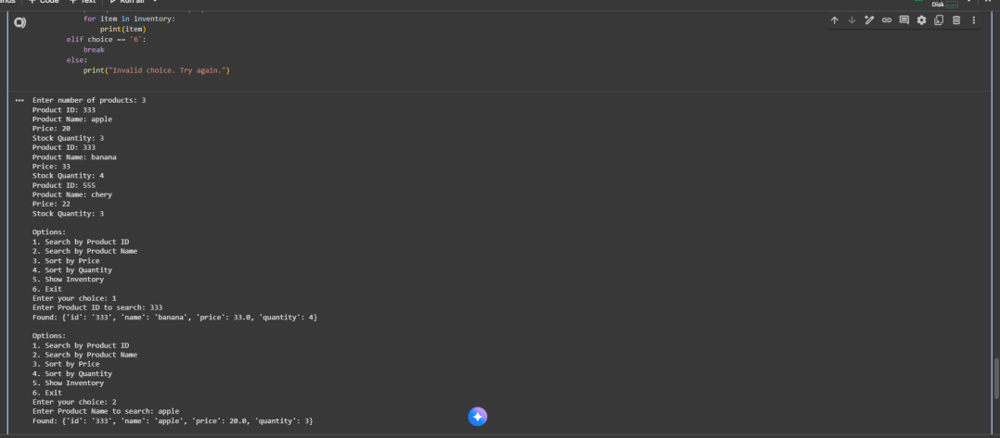 + Code + Text Run all
Disk
for item in inventory:
print(item)
elif choice == '6':
break
else:
print("Invalid choice. Try again.")
Enter number of products: 3
Product ID: 333
Product Name: apple
Price: 20
Stock Quantity: 3
Product ID: 333
Product Name: banana
Price: 33
Stock Quantity: 4
Product ID: 555
Product Name: chery
Price: 22
Stock Quantity: 3
Options:
1. Search by Product ID
2. Search by Product Name
3. Sort by Price
4. Sort by Quantity
5. Show Inventory
6. Exit
Enter your choice: 1
Enter Product ID to search: 333
Found: {'id': '333', 'name': 'banana', 'price': 33.0, 'quantity': 4}
Options:
1. Search by Product ID
2. Search by Product Name
3. Sort by Price
4. Sort by Quantity
5. Show Inventory
6. Exit
Enter your choice: 2
Enter Product Name to search: apple
Found: {'id': '333', 'name': 'apple', 'price': 20.0, 'quantity': 3}